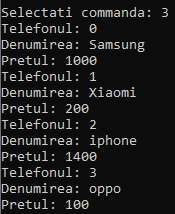 Selectati commanda: 3
Telefonul: 0
Denumirea: Samsung
Pretul: 1000
Telefonul: 1
Denumirea: Xiaomi
Pretul: 200
Telefonul: 2
Denumirea: iphone
Pretul: 1400
Telefonul: 3
Denumirea: oppo
Pretul: 100